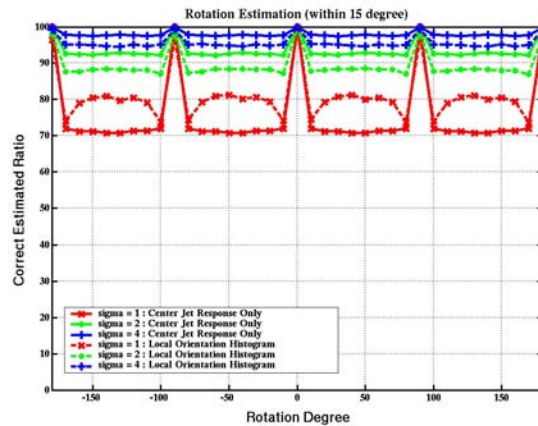 Rotation Estimation (within 15 degree)
100
90
80
70
60
50
40
30
20
10
0
Correct Estimated Ratio
sigma = 1 : Center Jet Response Only
sigma = 2 : Center Jet Response Only
sigma = 4 : Center Jet Response Only
sigma = 1 : Local Orientation Histogram
sigma = 2 : Local Orientation Histogram
sigma = 4 : Local Orientation Histogram
-150 -100 -50 0 50 100 150
Rotation Degree